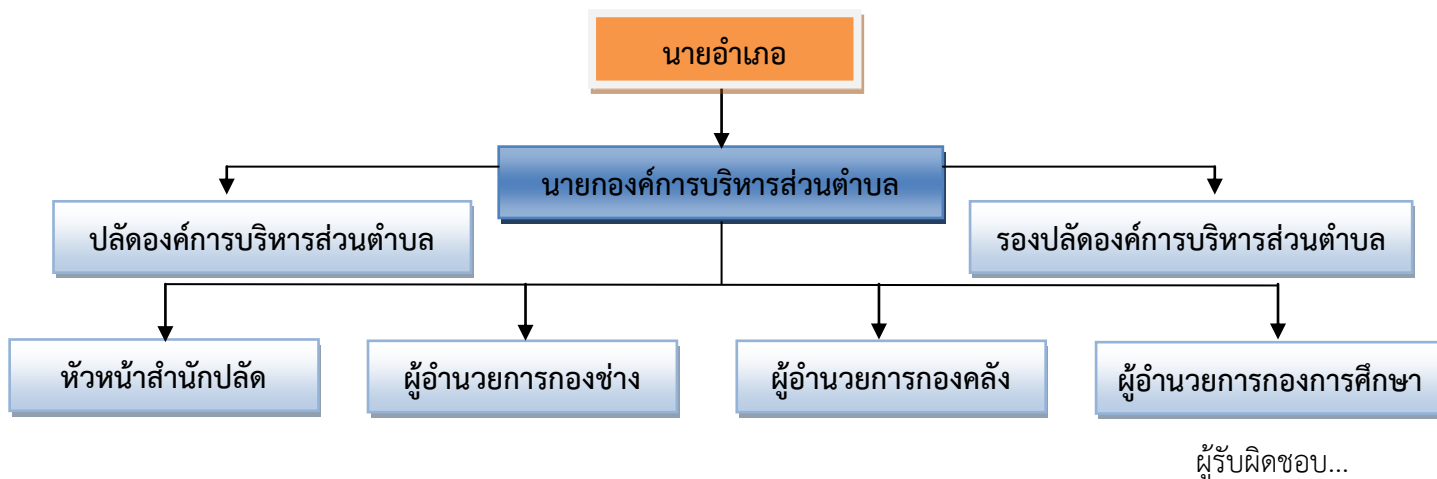 นายอำเภอ
นายกองค์การบริหารส่วนตำบล
ปลัดองค์การบริหารส่วนตำบล
รองปลัดองค์การบริหารส่วนตำบล
หัวหน้าสำนักปลัด
ผู้อำนวยการกองช่าง
ผู้อำนวยการกองคลัง
ผู้อำนวยการกองการศึกษา
ผู้รับผิดชอบ...